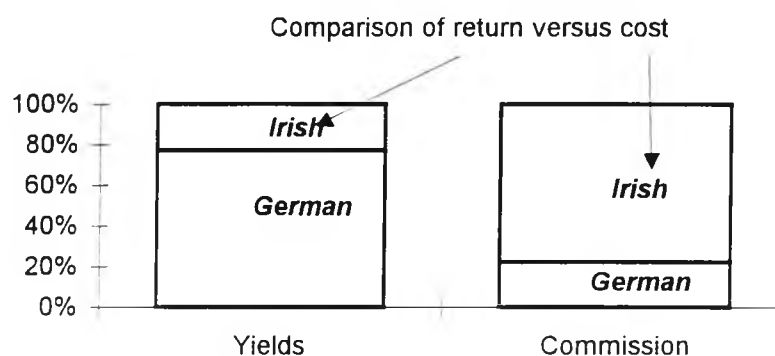 Comparison of return versus cost
100%
80%
60%
40%
20%
0%
Irish
German
Irish
German
Yields
Commission